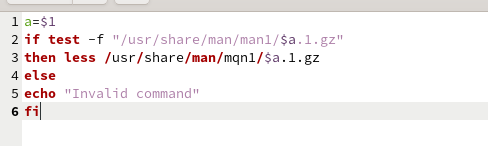 1 a=$1
2 if test -f "/usr/share/man/man1/$a.1.gz"
3 then less /usr/share/man/mqn1/$a.1.gz
4 else
5 echo "Invalid command"
6 fi